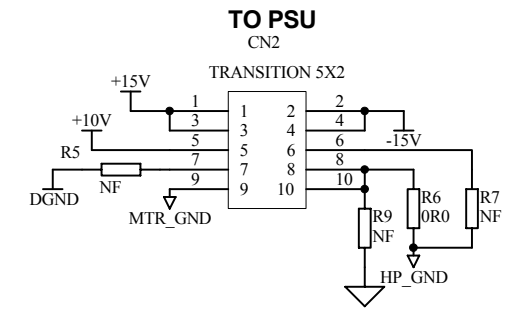 TO PSU
CN2
TRANSITION 5X2
+15V
1 1 2 2
3 3 4 4
-15V
+10V
5 5 6 6
R5
7 7 8 8
NF
9 9 10 10
DGND
MTR_GND
R9
NF
R6
0R0
R7
NF
HP_GND